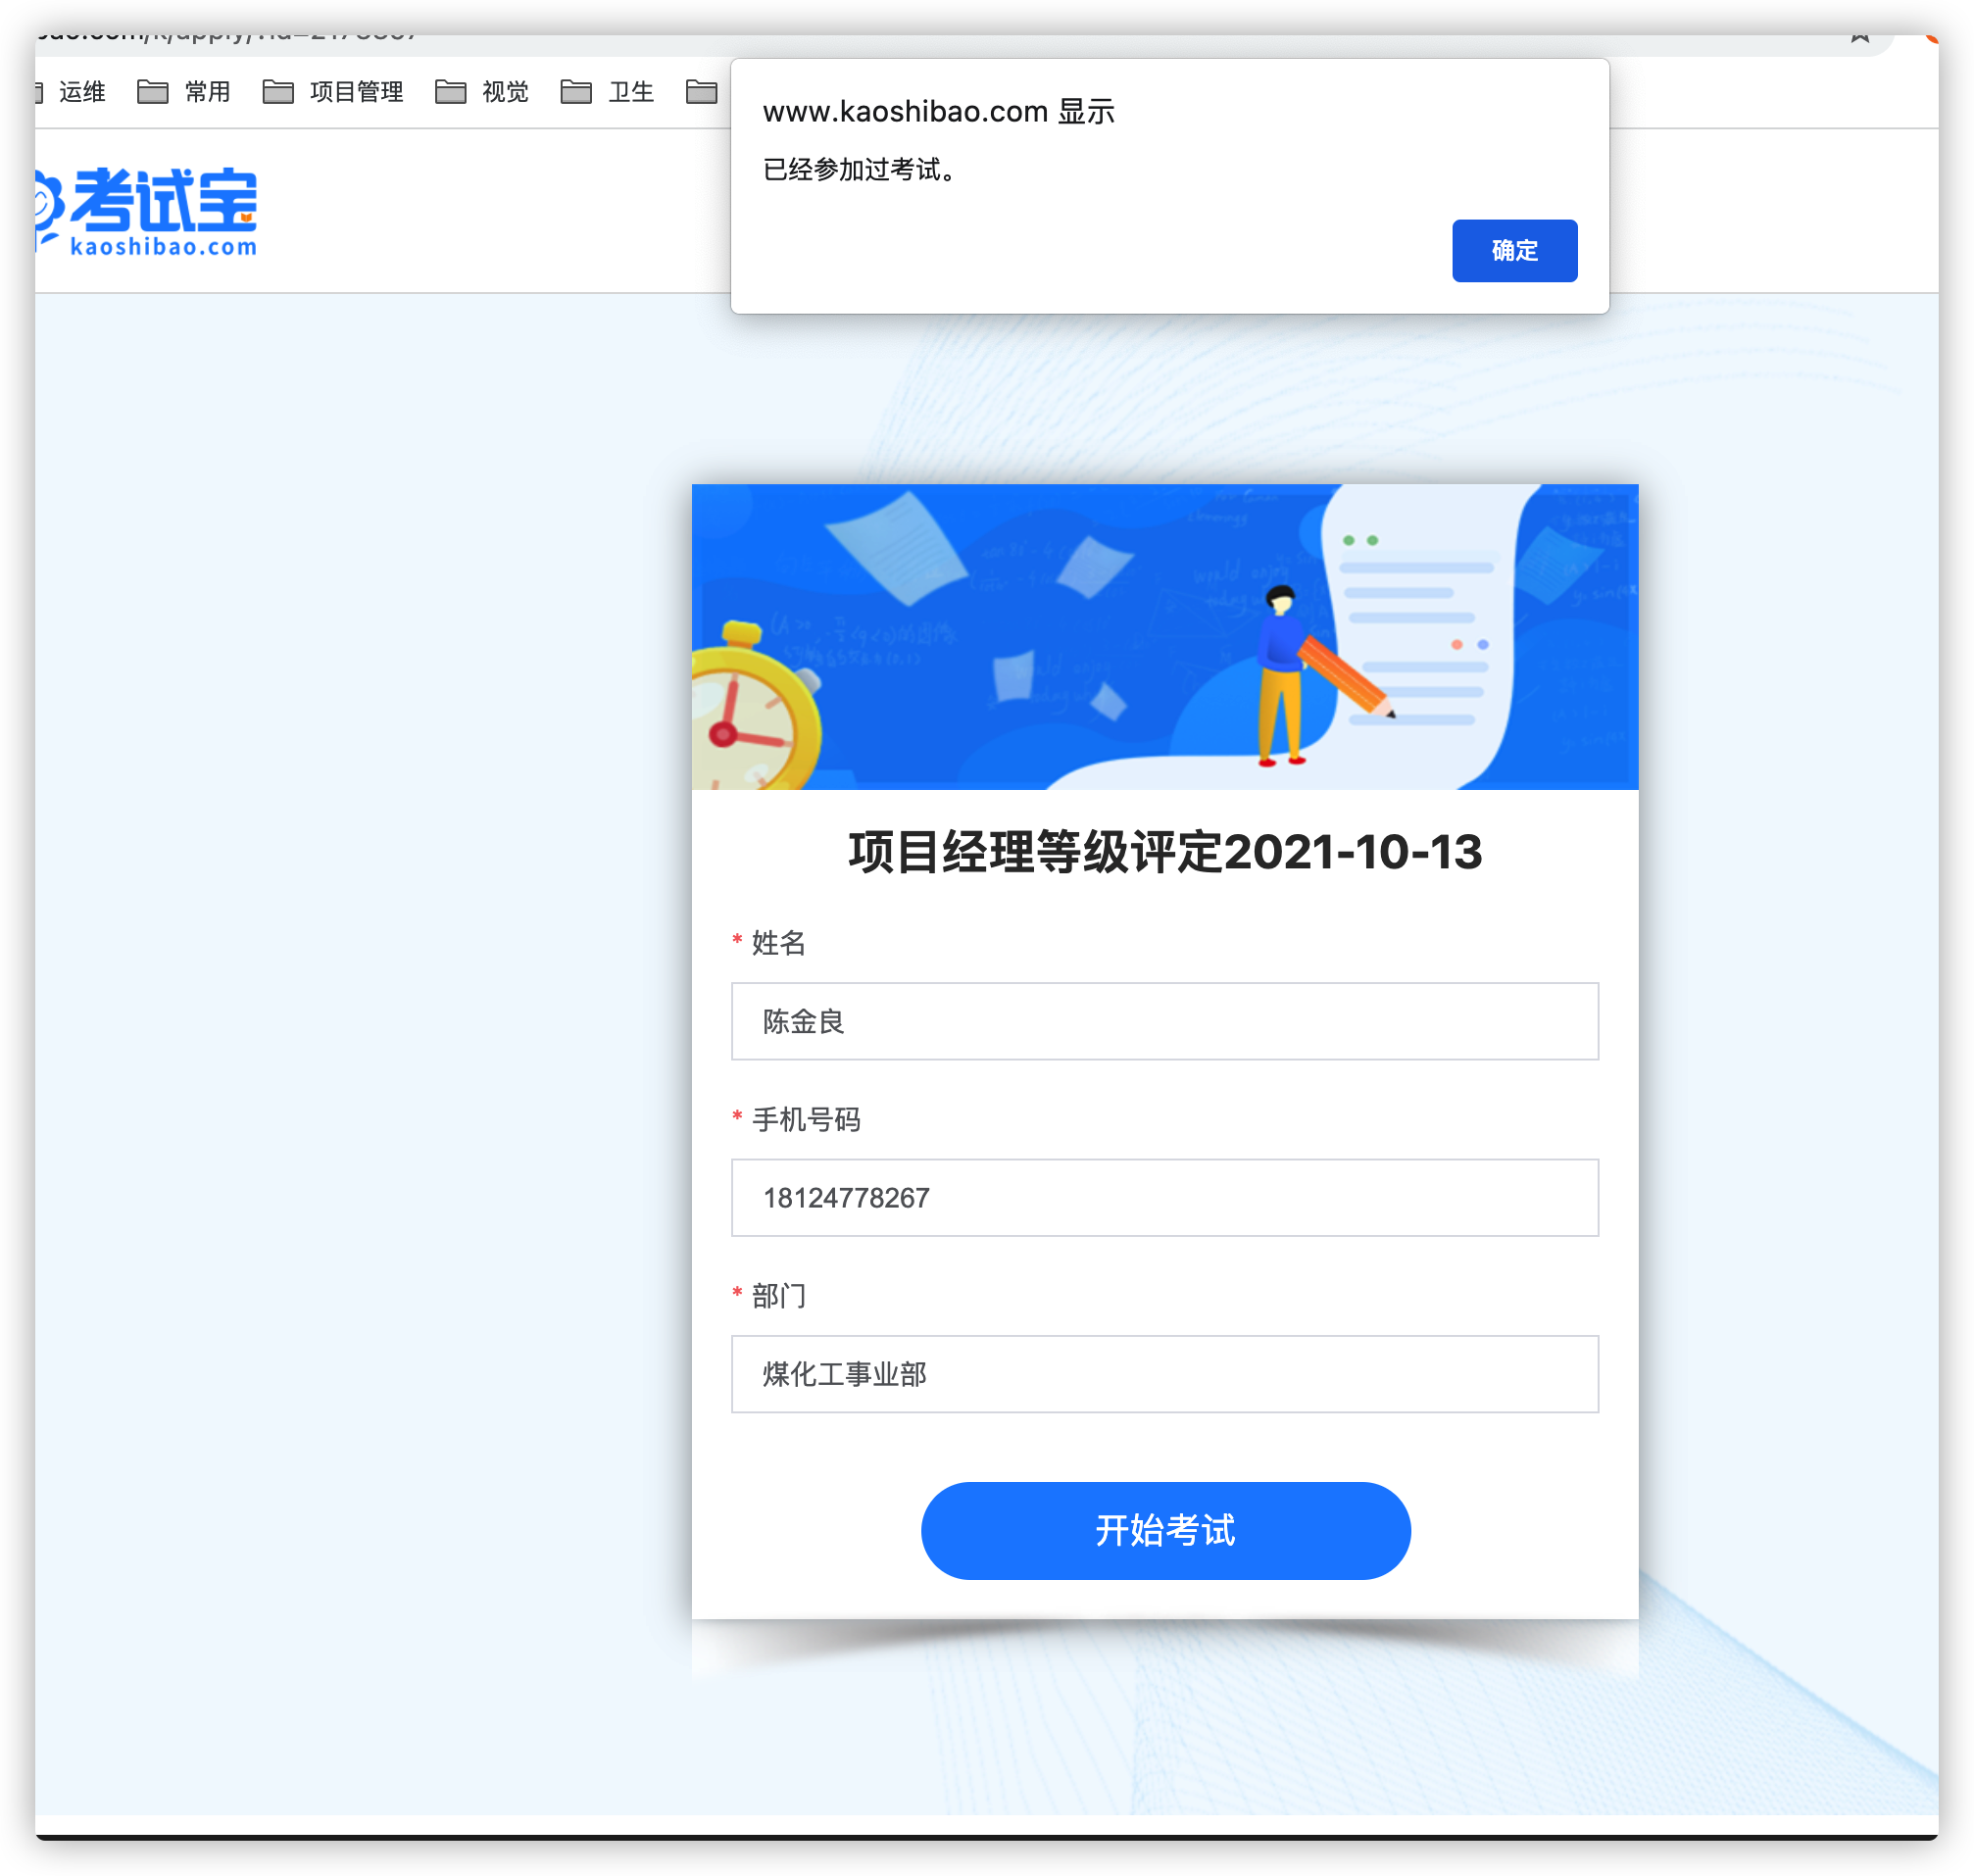 运维 常用 项目管理 视觉 卫生
www.kaoshibao.com 显示
已经参加过考试。
确定
考试宝
kaoshibao.com
项目经理等级评定2021-10-13
* 姓名
陈金良
* 手机号码
18124778267
* 部门
煤化工事业部
开始考试